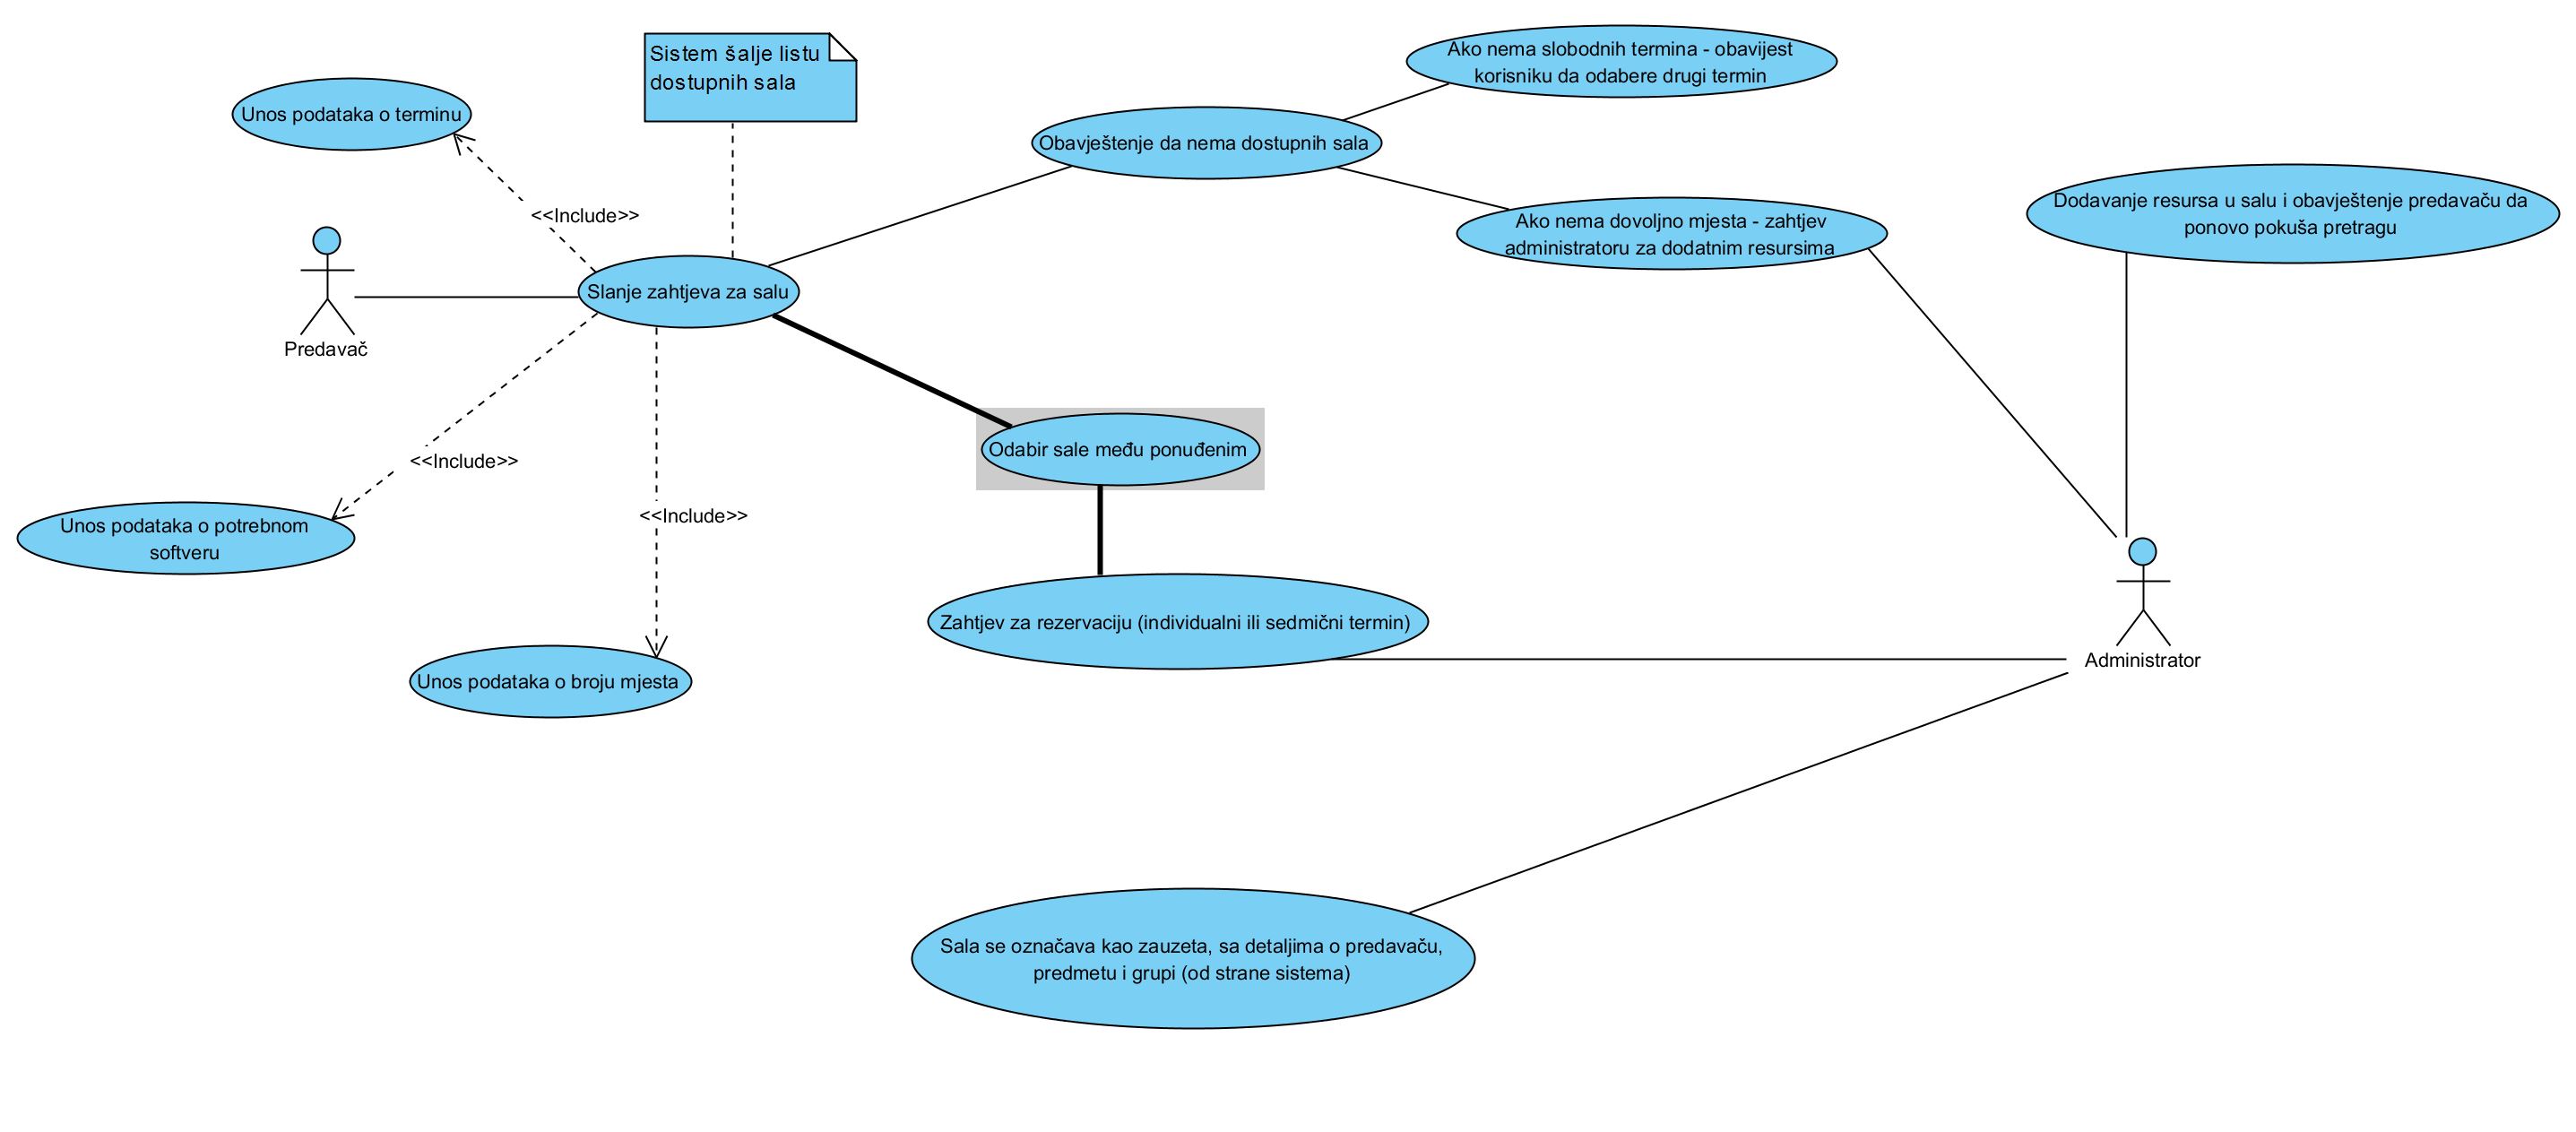 Sistem šalje listu
dostupnih sala
Ako nema slobodnih termina - obavijest
korisniku da odabere drugi termin
Unos podataka o terminu
Obavještenje da nema dostupnih sala
Dodavanje resursa u salu i obavještenje predavaču da
ponovo pokuša pretragu
<<Include>>
Ako nema dovoljno mjesta - zahtjev
administratoru za dodatnim resursima
Slanje zahtjeva za salu
Predavač
Odabir sale među ponuđenim
<<Include>>
<<Include>>
Unos podataka o potrebnom
softveru
Zahtjev za rezervaciju (individualni ili sedmični termin)
Administrator
Unos podataka o broju mjesta
Sala se označava kao zauzeta, sa detaljima o predavaču,
predmetu i grupi (od strane sistema)